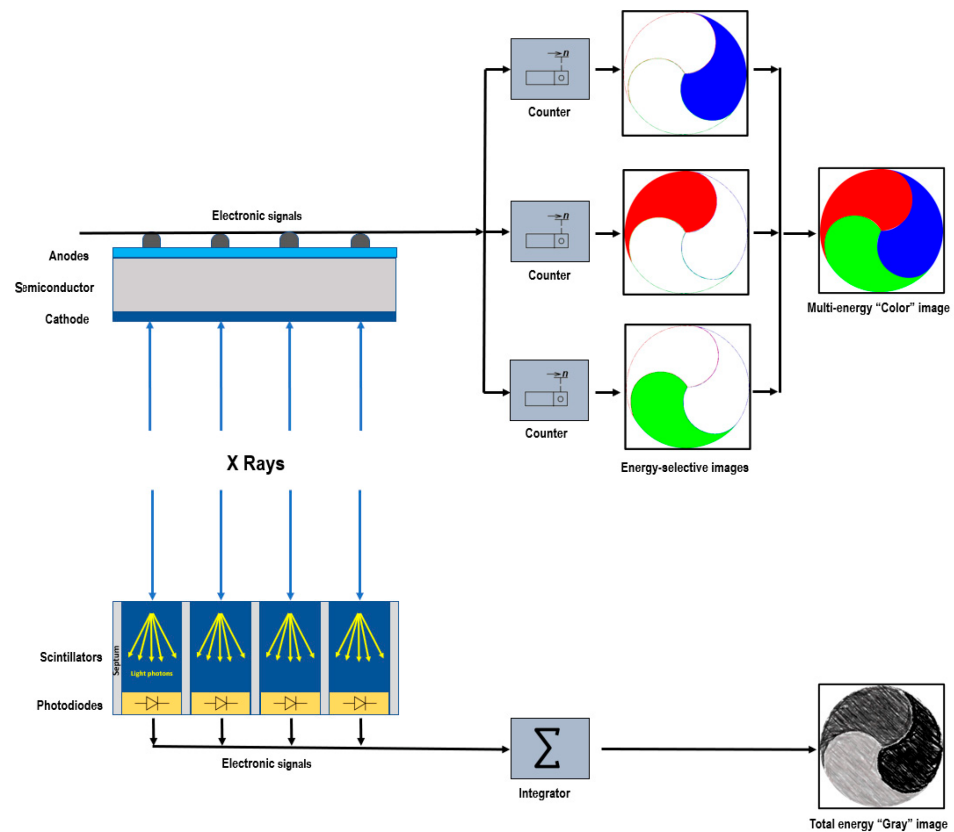 n
Counter
Electronic signals
Anodes
Semiconductor
Cathode
n
Counter
Multi-energy “Color” image
n
Counter
Energy-selective images
X Rays
Septum
Scintillators
Light photons
Photodiodes
Electronic signals
Σ
Integrator
Total energy “Gray” image